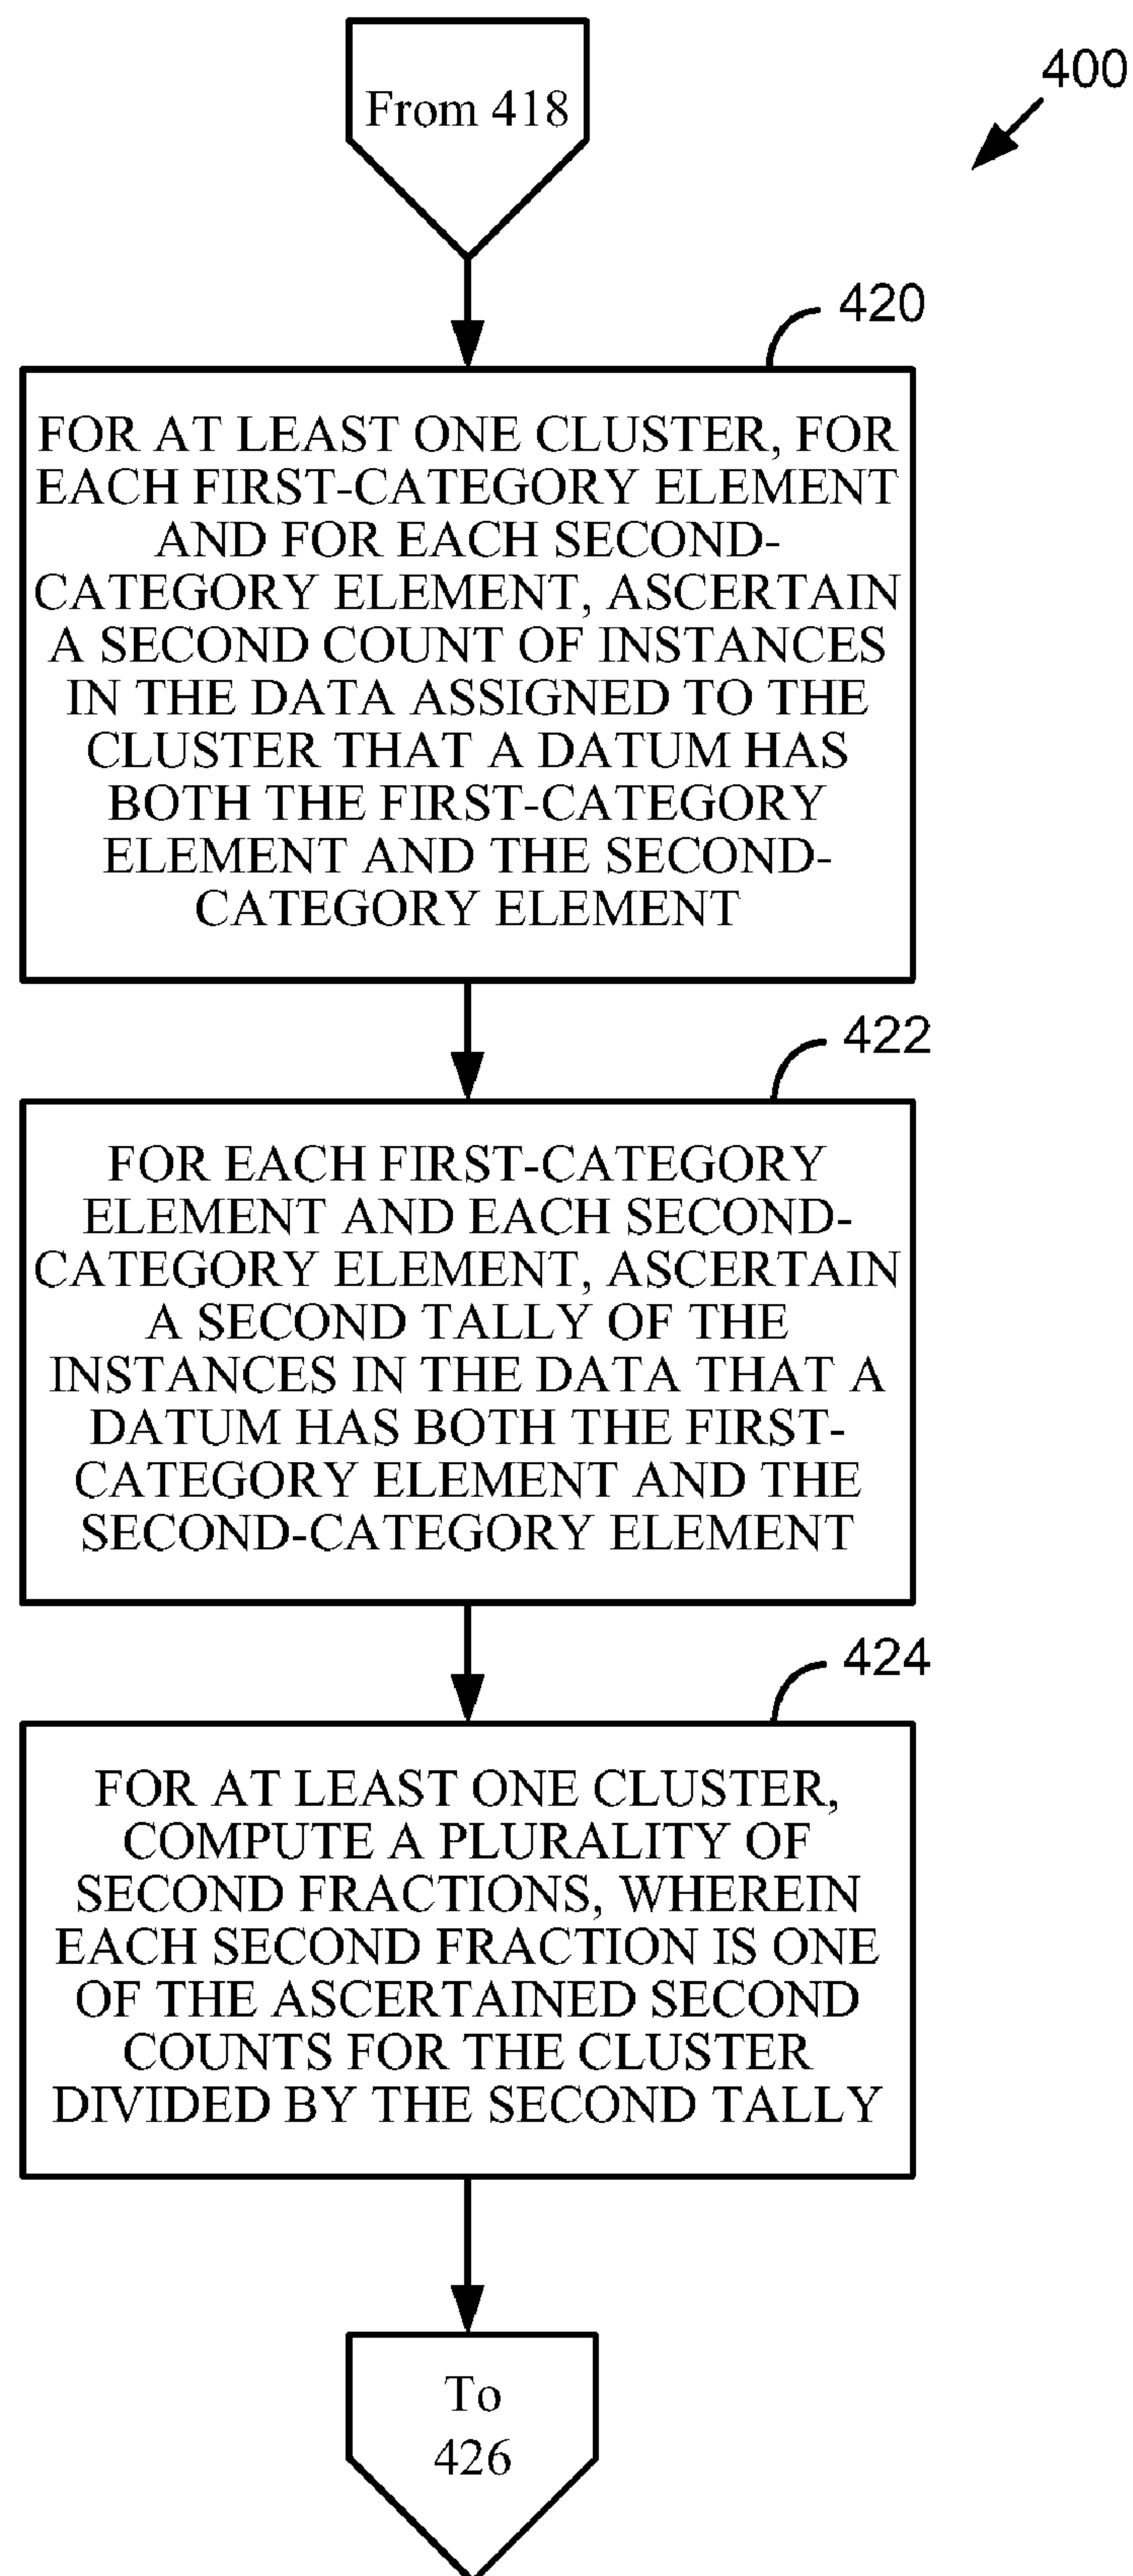 From 418
400
420
FOR AT LEAST ONE CLUSTER, FOR
EACH FIRST-CATEGORY ELEMENT
AND FOR EACH SECOND-
CATEGORY ELEMENT, ASCERTAIN
A SECOND COUNT OF INSTANCES
IN THE DATA ASSIGNED TO THE
CLUSTER THAT A DATUM HAS
BOTH THE FIRST-CATEGORY
ELEMENT AND THE SECOND-
CATEGORY ELEMENT
422
FOR EACH FIRST-CATEGORY
ELEMENT AND EACH SECOND-
CATEGORY ELEMENT, ASCERTAIN
A SECOND TALLY OF THE
INSTANCES IN THE DATA THAT A
DATUM HAS BOTH THE FIRST-
CATEGORY ELEMENT AND THE
SECOND-CATEGORY ELEMENT
424
FOR AT LEAST ONE CLUSTER,
COMPUTE A PLURALITY OF
SECOND FRACTIONS, WHEREIN
EACH SECOND FRACTION IS ONE
OF THE ASCERTAINED SECOND
COUNTS FOR THE CLUSTER
DIVIDED BY THE SECOND TALLY
To
426